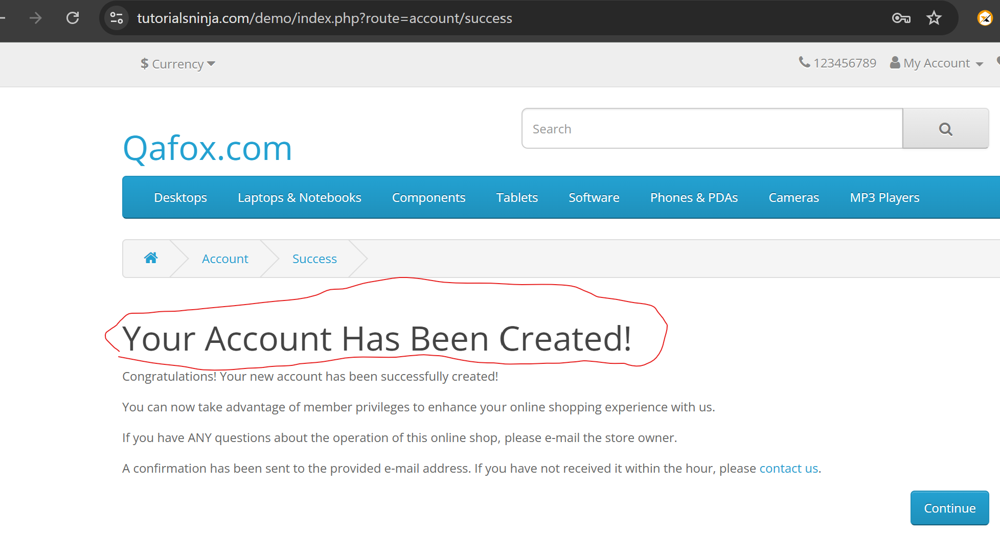 tutorialsninja.com/demo/index.php?route=account/success
$ Currency
123456789 My Account
Search
Qafox.com
Desktops Laptops & Notebooks Components Tablets Software Phones & PDAs Cameras MP3 Players
Account Success
Your Account Has Been Created!
Congratulations! Your new account has been successfully created!
You can now take advantage of member privileges to enhance your online shopping experience with us.
If you have ANY questions about the operation of this online shop, please e-mail the store owner.
A confirmation has been sent to the provided e-mail address. If you have not received it within the hour, please contact us.
Continue